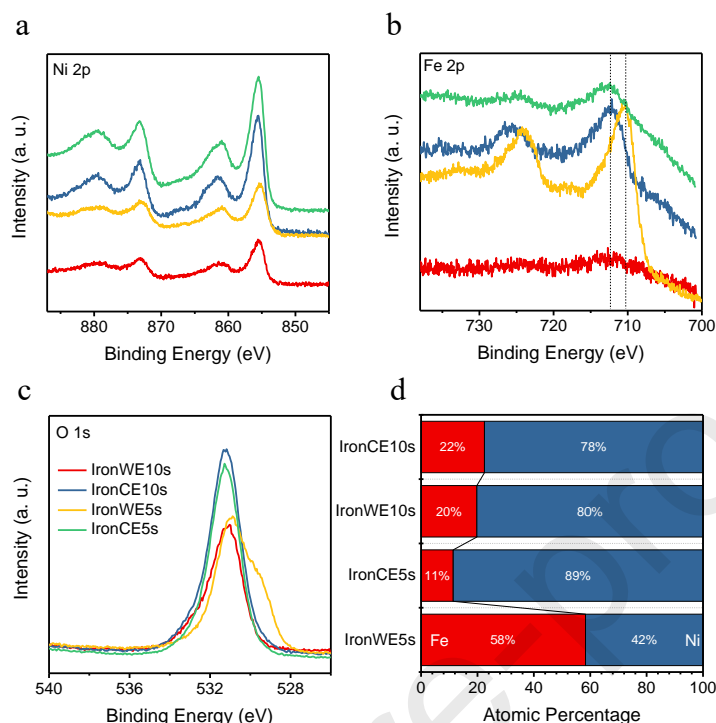 a
Ni 2p
Intensity (a. u.)
880
870
860
850
Binding Energy (eV)
b
Fe 2p
Intensity (a. u.)
730
720
710
700
Binding Energy (eV)
c
O 1s
IronWE10s
IronCE10s
IronWE5s
IronCE5s
Intensity (a. u.)
540
536
532
528
Binding Energy (eV)
d
IronCE10s
22%
78%
IronWE10s
20%
80%
IronCE5s
11%
89%
IronWE5s
Fe
58%
42%
Ni
0
20
40
60
80
100
Atomic Percentage
re-pro